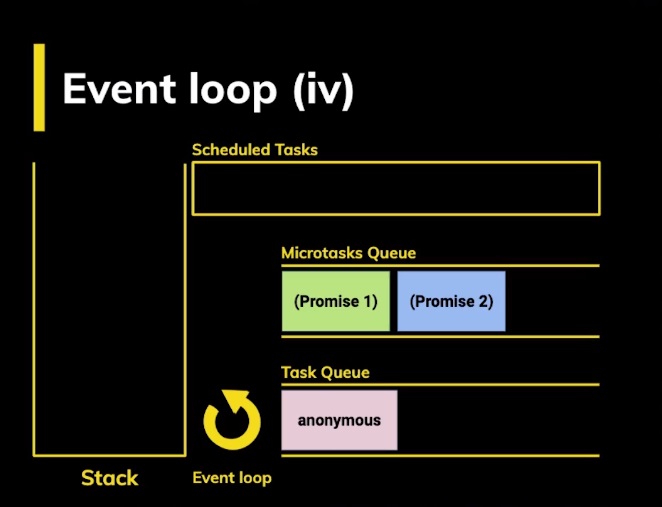 Event loop (iv)
Scheduled Tasks
Microtasks Queue
(Promise 1) (Promise 2)
Task Queue
anonymous
Stack
Event loop